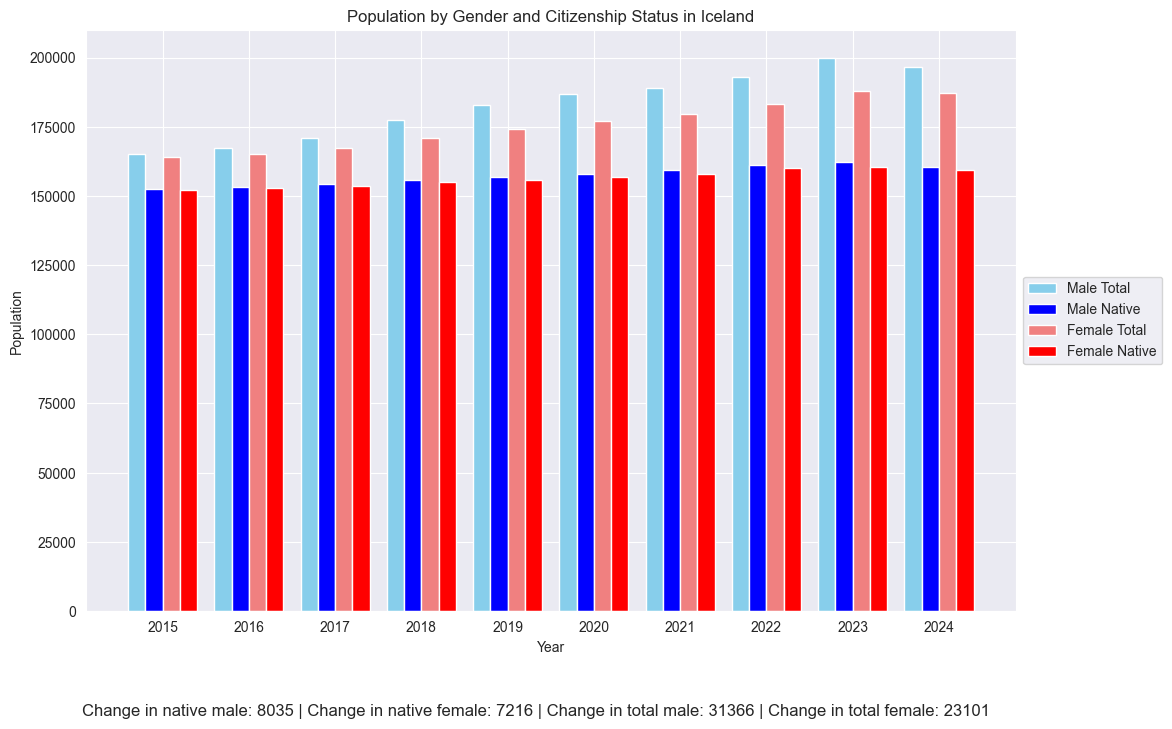 Population by Gender and Citizenship Status in Iceland
200000
175000
150000
125000
100000
75000
50000
25000
0
Population
2015 2016 2017 2018 2019 2020 2021 2022 2023 2024
Year
Male Total
Male Native
Female Total
Female Native
Change in native male: 8035 | Change in native female: 7216 | Change in total male: 31366 | Change in total female: 23101